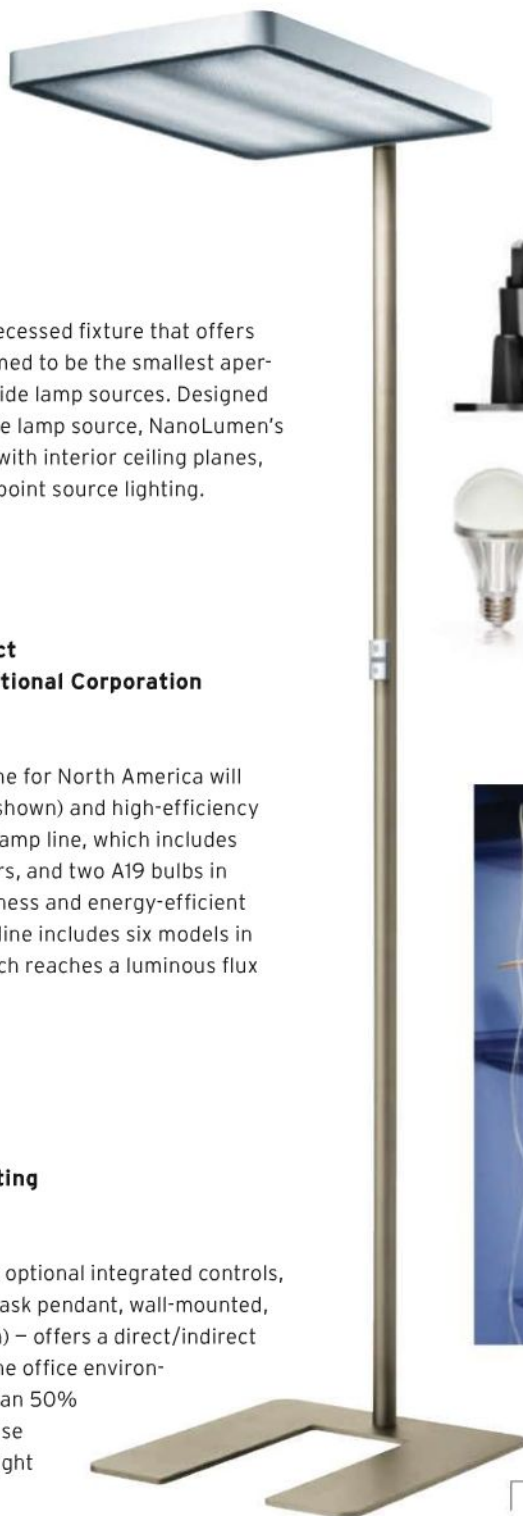 ecessed fixture that offers
med to be the smallest aper-
ide lamp sources. Designed
e lamp source, NanoLumen's
with interior ceiling planes,
point source lighting.
ct
tional Corporation
ne for North America will
shown) and high-efficiency
amp line, which includes
rs, and two A19 bulbs in
ness and energy-efficient
line includes six models in
ch reaches a luminous flux
ting
optional integrated controls,
ask pendant, wall-mounted,
) – offers a direct/indirect
ne office environ-
an 50%
se
ght